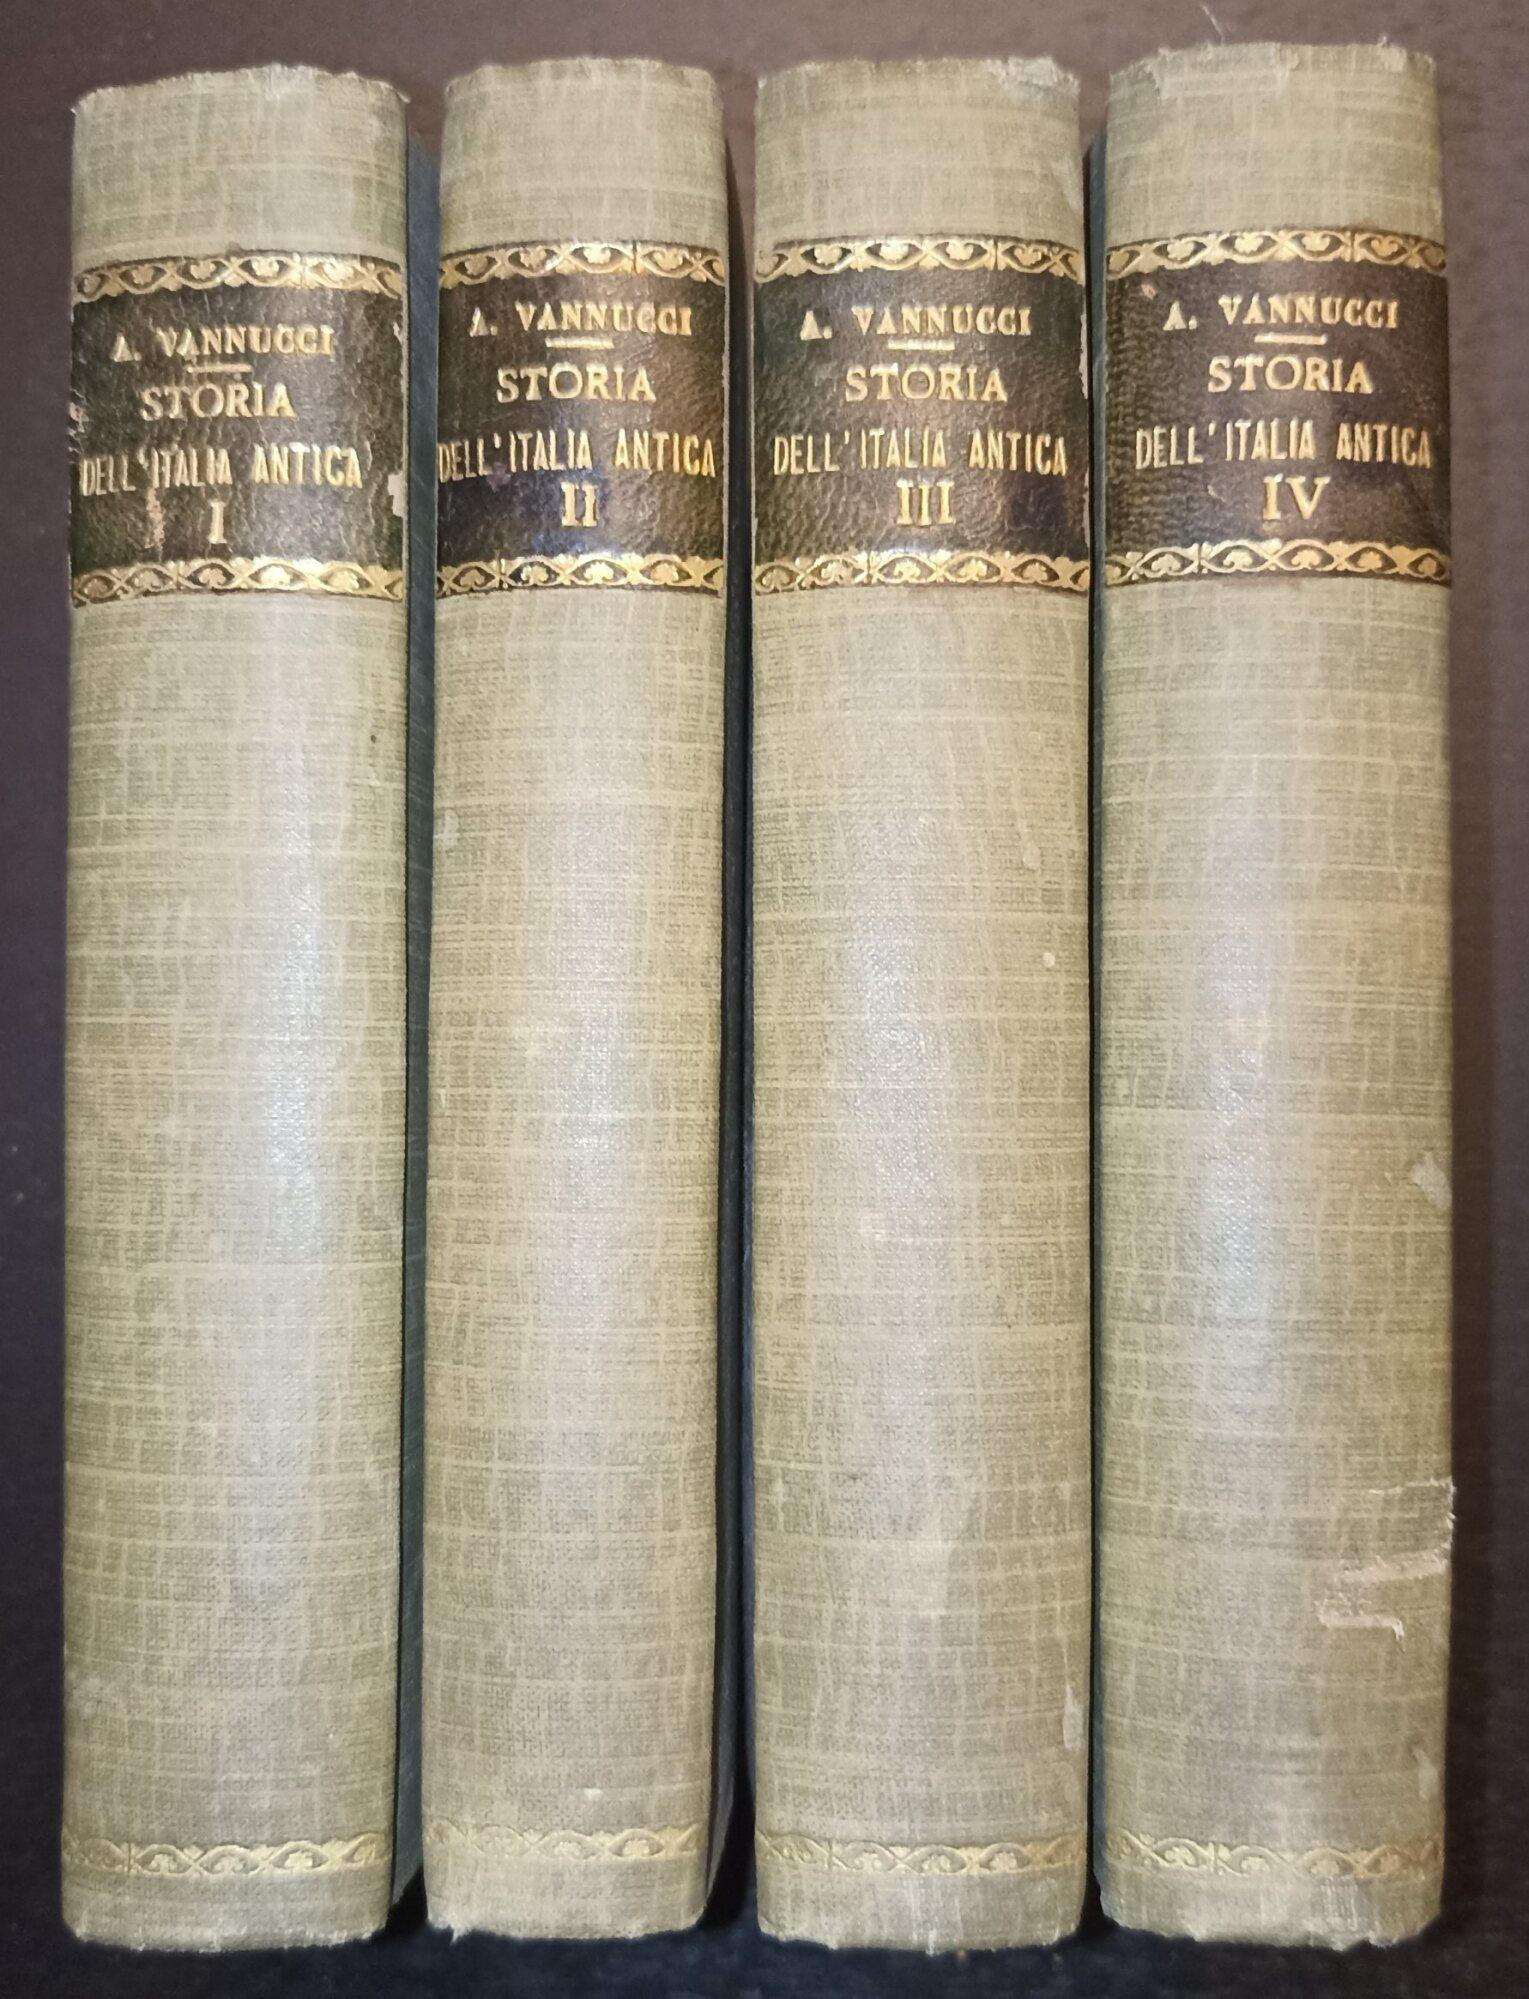 A. VANNUCCI
STORIA
DELL'ITALIA ANTICA
I
A. VANNUCCI
STORIA
DELL'ITALIA ANTICA
II
A. VANNUCCI
STORIA
DELL'ITALIA ANTICA
III
A. VANNUCCI
STORIA
DELL'ITALIA ANTICA
IV